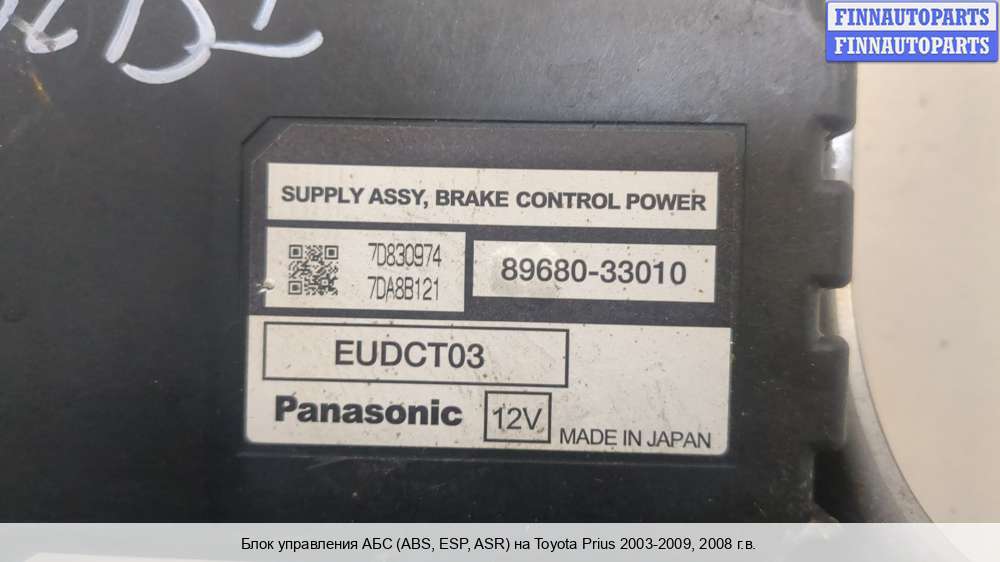 FINNAUTOPARTS
FINNAUTOPARTS
SUPPLY ASSY, BRAKE CONTROL POWER
7D830974
7DA8B121
89680-33010
EUDCT03
Panasonic
12V
MADE IN JAPAN
Блок управления АБС (ABS, ESP, ASR) на Toyota Prius 2003-2009, 2008 г.в.